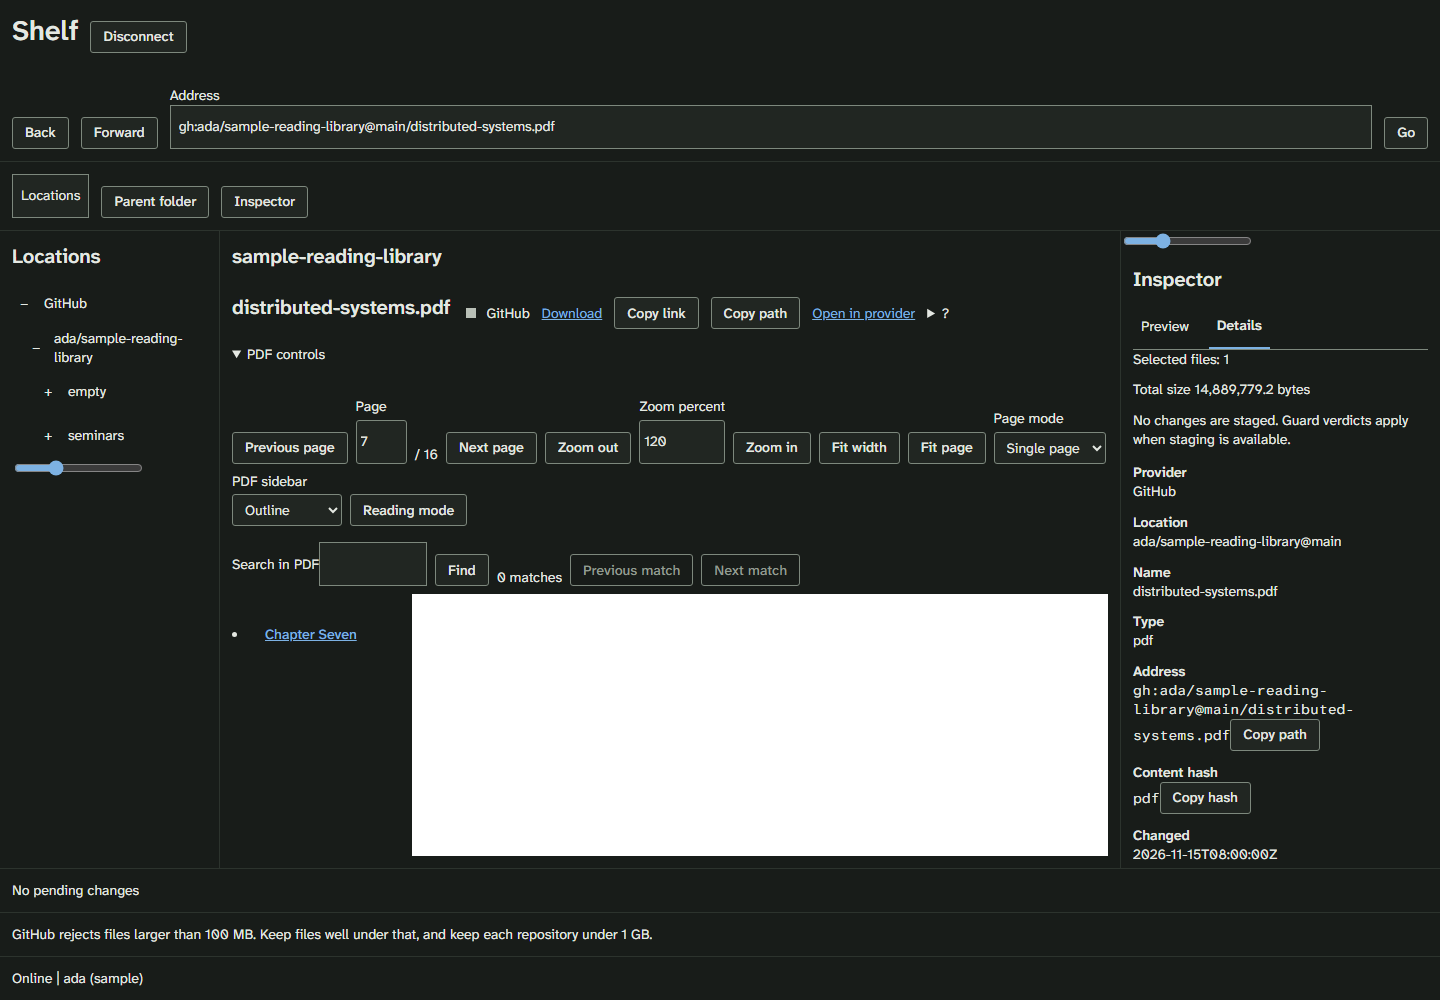 Shelf
Disconnect
Address
Back
Forward
gh:ada/sample-reading-library@main/distributed-systems.pdf
Go
Locations
Parent folder
Inspector
Locations
– GitHub
– ada/sample-reading-
library
+ empty
+ seminars
sample-reading-library
distributed-systems.pdf
GitHub
Download
Copy link
Copy path
Open in provider
?
PDF controls
Previous page
Page
7
/ 16
Next page
Zoom out
Zoom percent
120
Zoom in
Fit width
Fit page
Page mode
Single page
PDF sidebar
Outline
Reading mode
Search in PDF
Find
0 matches
Previous match
Next match
Chapter Seven
Inspector
Preview
Details
Selected files: 1
Total size 14,889,779.2 bytes
No changes are staged. Guard verdicts apply
when staging is available.
Provider
GitHub
Location
ada/sample-reading-library@main
Name
distributed-systems.pdf
Type
pdf
Address
gh:ada/sample-reading-
library@main/distributed-
systems.pdf
Copy path
Content hash
pdf
Copy hash
Changed
2026-11-15T08:00:00Z
No pending changes
GitHub rejects files larger than 100 MB. Keep files well under that, and keep each repository under 1 GB.
Online | ada (sample)